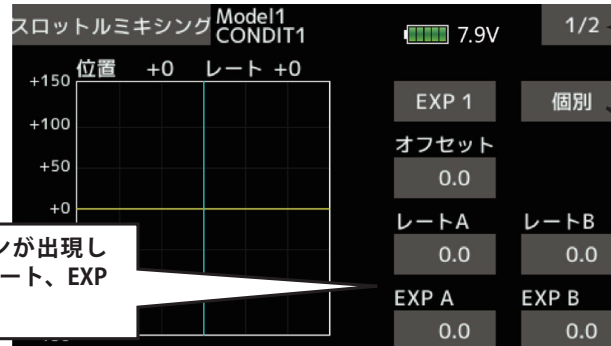 スロットルミキシング Model1 CONDIT1 7.9V 1/2
位置 +0 レート +0
+150
+100
+50
+0
EXP 1 個別
オフセット
0.0
レートA レートB
0.0 0.0
EXP A EXP B
0.0 0.0
ンが出現し
ート、EXP